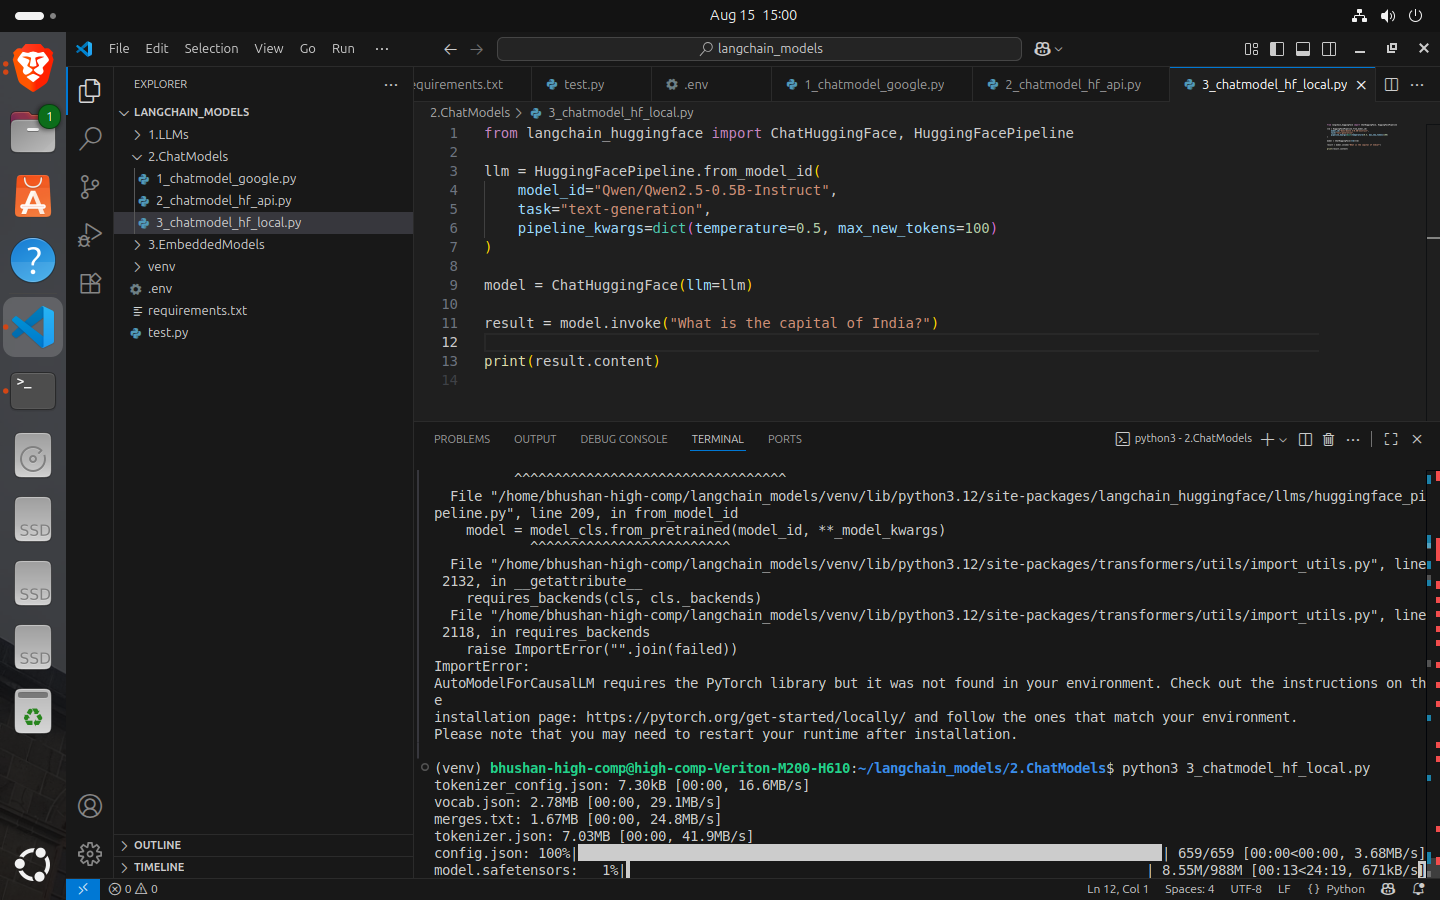 Aug 15 15:00
File Edit Selection View Go Run ···
langchain_models
1
EXPLORER
LANGCHAIN_MODELS
1.LLMs
2.ChatModels
1_chatmodel_google.py
2_chatmodel_hf_api.py
3_chatmodel_hf_local.py
3.EmbeddedModels
venv
.env
requirements.txt
test.py
OUTLINE
TIMELINE
SSD
SSD
SSD
equirements.txt test.py .env 1_chatmodel_google.py 2_chatmodel_hf_api.py 3_chatmodel_hf_local.py
2.ChatModels > 3_chatmodel_hf_local.py
1 from langchain_huggingface import ChatHuggingFace, HuggingFacePipeline
2
3 llm = HuggingFacePipeline.from_model_id(
4 model_id="Qwen/Qwen2.5-0.5B-Instruct",
5 task="text-generation",
6 pipeline_kwargs=dict(temperature=0.5, max_new_tokens=100)
7 )
8
9 model = ChatHuggingFace(llm=llm)
10
11 result = model.invoke("What is the capital of India?")
12
13 print(result.content)
14
PROBLEMS OUTPUT DEBUG CONSOLE TERMINAL PORTS
python3 - 2.ChatModels
^^^^^^^^^^^^^^^^^^^^^^^^^^^^^^^^^^
File "/home/bhushan-high-comp/langchain_models/venv/lib/python3.12/site-packages/langchain_huggingface/llms/huggingface_pi
peline.py", line 209, in from_model_id
model = model_cls.from_pretrained(model_id, **_model_kwargs)
^^^^^^^^^^^^^^^^^^^^^^^^^
File "/home/bhushan-high-comp/langchain_models/venv/lib/python3.12/site-packages/transformers/utils/import_utils.py", line
2132, in __getattribute__
requires_backends(cls, cls._backends)
File "/home/bhushan-high-comp/langchain_models/venv/lib/python3.12/site-packages/transformers/utils/import_utils.py", line
2118, in requires_backends
raise ImportError("".join(failed))
ImportError:
AutoModelForCausalLM requires the PyTorch library but it was not found in your environment. Check out the instructions on th
e
installation page: https://pytorch.org/get-started/locally/ and follow the ones that match your environment.
Please note that you may need to restart your runtime after installation.
(venv) bhushan-high-comp@high-comp-Veriton-M200-H610:~/langchain_models/2.ChatModels$ python3 3_chatmodel_hf_local.py
tokenizer_config.json: 7.30kB [00:00, 16.6MB/s]
vocab.json: 2.78MB [00:00, 29.1MB/s]
merges.txt: 1.67MB [00:00, 24.8MB/s]
tokenizer.json: 7.03MB [00:00, 41.9MB/s]
config.json: 100%| | 659/659 [00:00<00:00, 3.68MB/s]
model.safetensors: 1%| | 8.55M/988M [00:13<24:19, 671kB/s]
0 0 Ln 12, Col 1 Spaces: 4 UTF-8 LF {} Python